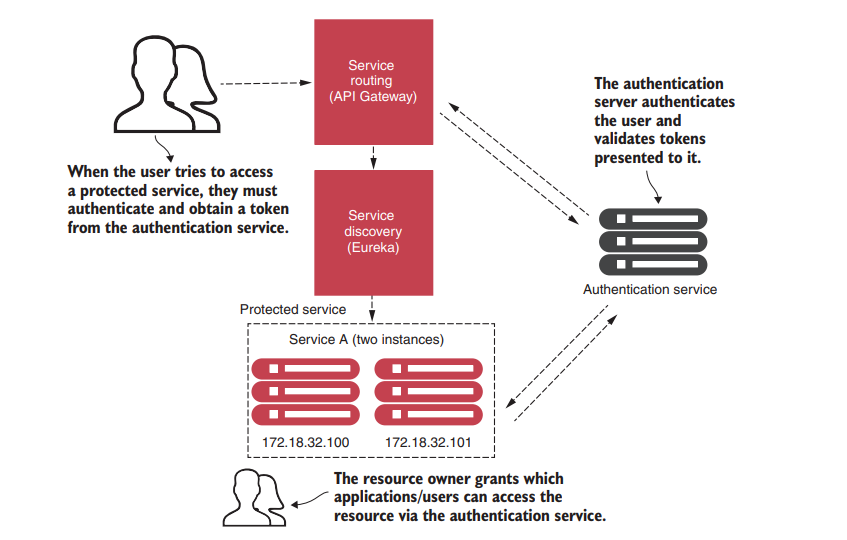 Service
routing
(API Gateway)
The authentication
server authenticates
the user and
validates tokens
presented to it.
When the user tries to access
a protected service, they must
authenticate and obtain a token
from the authentication service.
Service
discovery
(Eureka)
Authentication service
Protected service
Service A (two instances)
172.18.32.100
172.18.32.101
The resource owner grants which
applications/users can access the
resource via the authentication service.